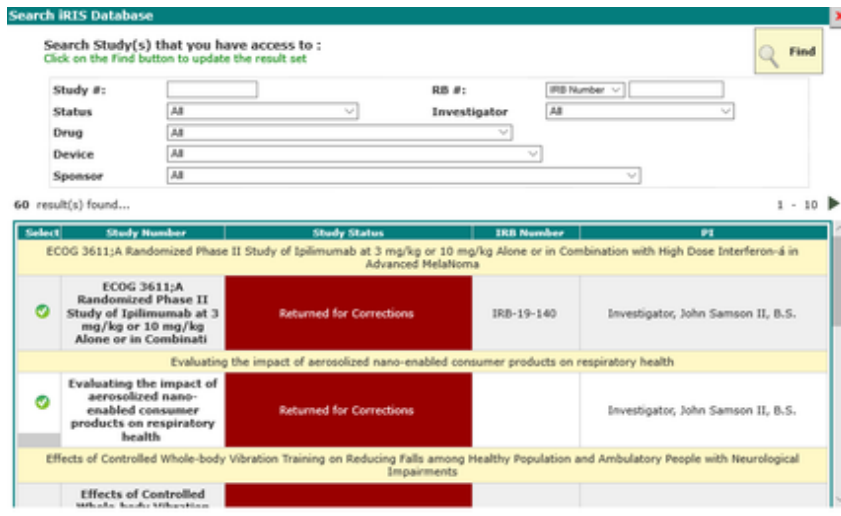 Search iRIS Database
Search Study(s) that you have access to :
Click on the Find button to update the result set
Find
Study #:
RB #:
IRB Number
Status
All
Investigator
All
Drug
All
Device
All
Sponsor
All
60 result(s) found...
1 - 10
Select Study Number Study Status IRB Number PI
ECOG 3611;A Randomized Phase II Study of Ipilimumab at 3 mg/kg or 10 mg/kg Alone or in Combination with High Dose Interferon-á in
Advanced MelaNoma
ECOG 3611;A
Randomized Phase II
Study of Ipilimumab at 3
mg/kg or 10 mg/kg
Alone or in Combinati
Returned for Corrections
IRB-19-140
Investigator, John Samson II, B.S.
Evaluating the impact of aerosolized nano-enabled consumer products on respiratory health
Evaluating the impact of
aerosolized nano-
enabled consumer
products on respiratory
health
Returned for Corrections
Investigator, John Samson II, B.S.
Effects of Controlled Whole-body Vibration Training on Reducing Falls among Healthy Population and Ambulatory People with Neurological
Impairments
Effects of Controlled
Whole-body Vibration